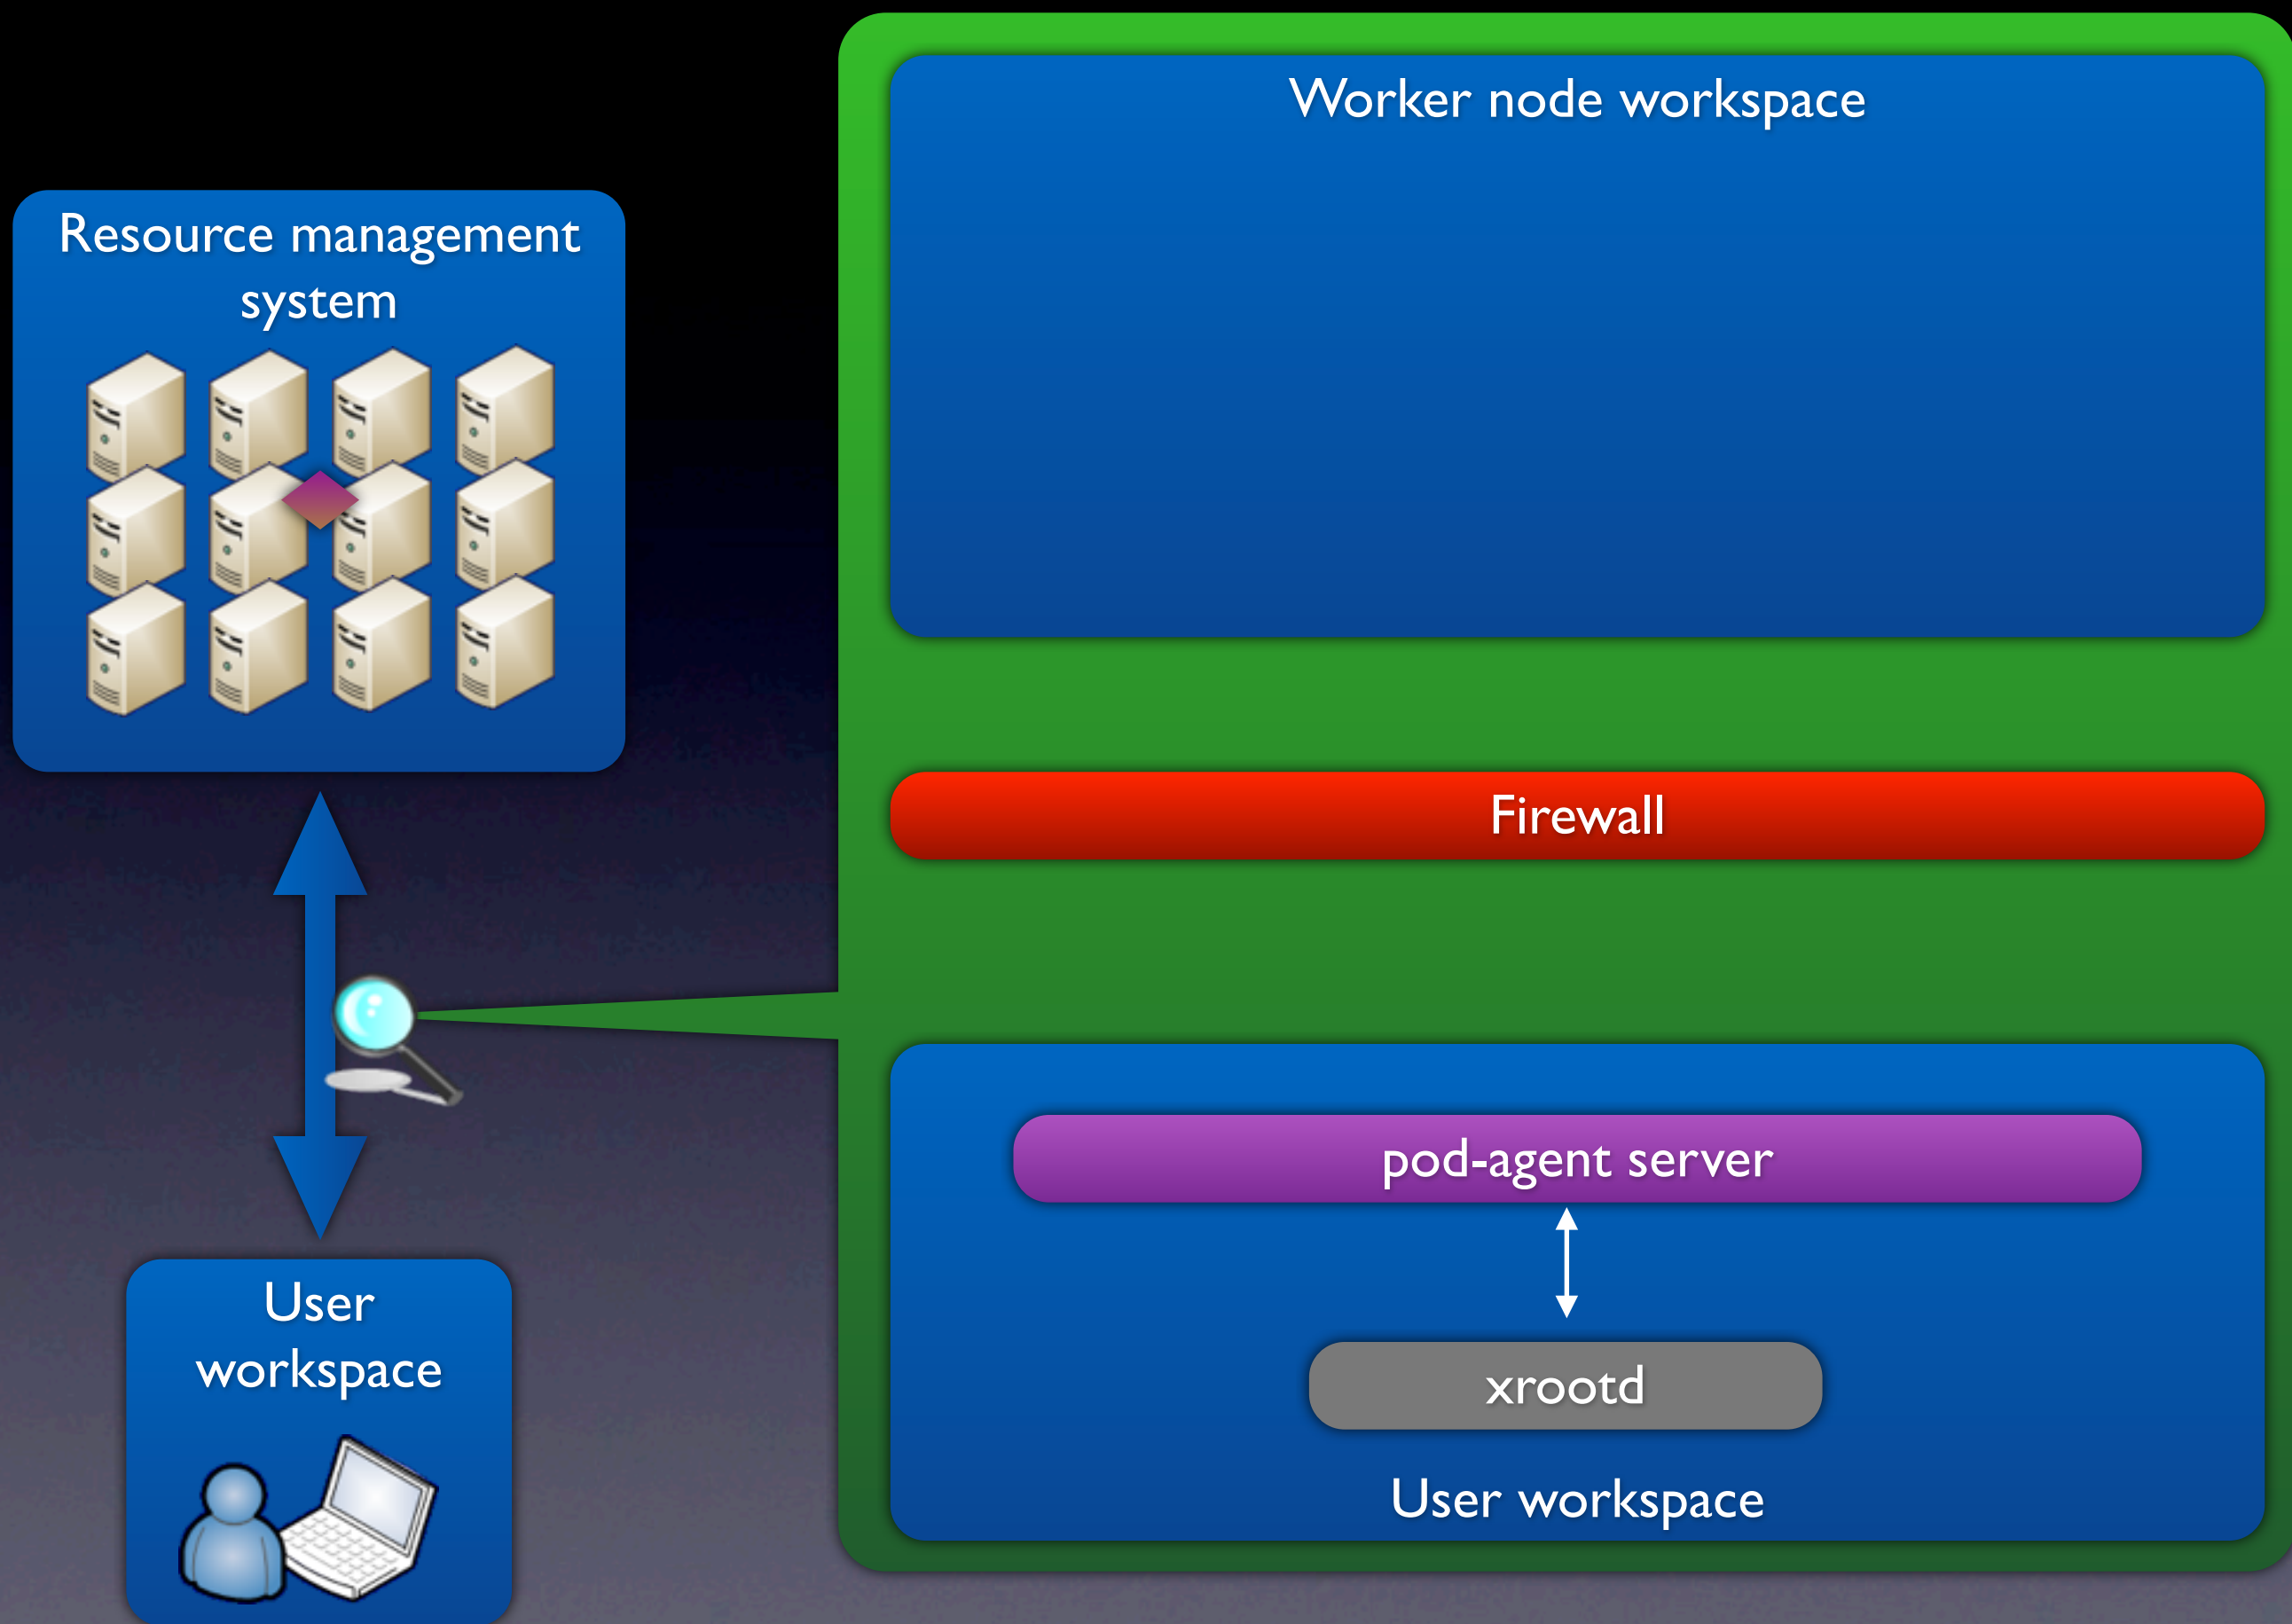 Resource management
system
User
workspace
Worker node workspace
Firewall
pod-agent server
xrootd
User workspace